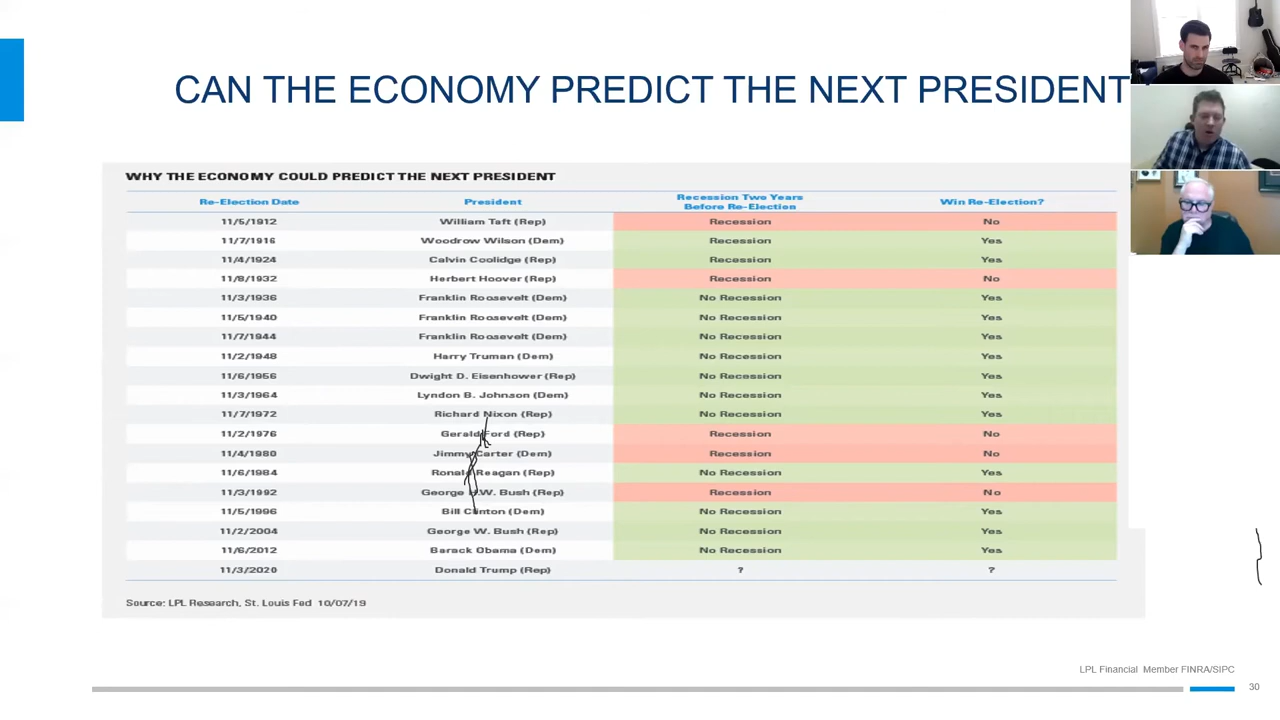 CAN THE ECONOMY PREDICT THE NEXT PRESIDENT
WHY THE ECONOMY COULD PREDICT THE NEXT PRESIDENT
Re-Election Date President Recession Two Years Before Re-Election Win Re-Election?
11/5/1912 William Taft (Rep) Recession No
11/7/1916 Woodrow Wilson (Dem) Recession Yes
11/4/1924 Calvin Coolidge (Rep) Recession Yes
11/8/1932 Herbert Hoover (Rep) Recession No
11/3/1936 Franklin Roosevelt (Dem) No Recession Yes
11/5/1940 Franklin Roosevelt (Dem) No Recession Yes
11/7/1944 Franklin Roosevelt (Dem) No Recession Yes
11/2/1948 Harry Truman (Dem) No Recession Yes
11/6/1956 Dwight D. Eisenhower (Rep) No Recession Yes
11/3/1964 Lyndon B. Johnson (Dem) No Recession Yes
11/7/1972 Richard Nixon (Rep) No Recession Yes
11/2/1976 Gerald Ford (Rep) Recession No
11/4/1980 Jimmy Carter (Dem) Recession No
11/6/1984 Ronald Reagan (Rep) No Recession Yes
11/3/1992 George H.W. Bush (Rep) Recession No
11/5/1996 Bill Clinton (Dem) No Recession Yes
11/2/2004 George W. Bush (Rep) No Recession Yes
11/6/2012 Barack Obama (Dem) No Recession Yes
11/3/2020 Donald Trump (Rep) ? ?
Source: LPL Research, St. Louis Fed 10/07/19
LPL Financial Member FINRA/SIPC
30